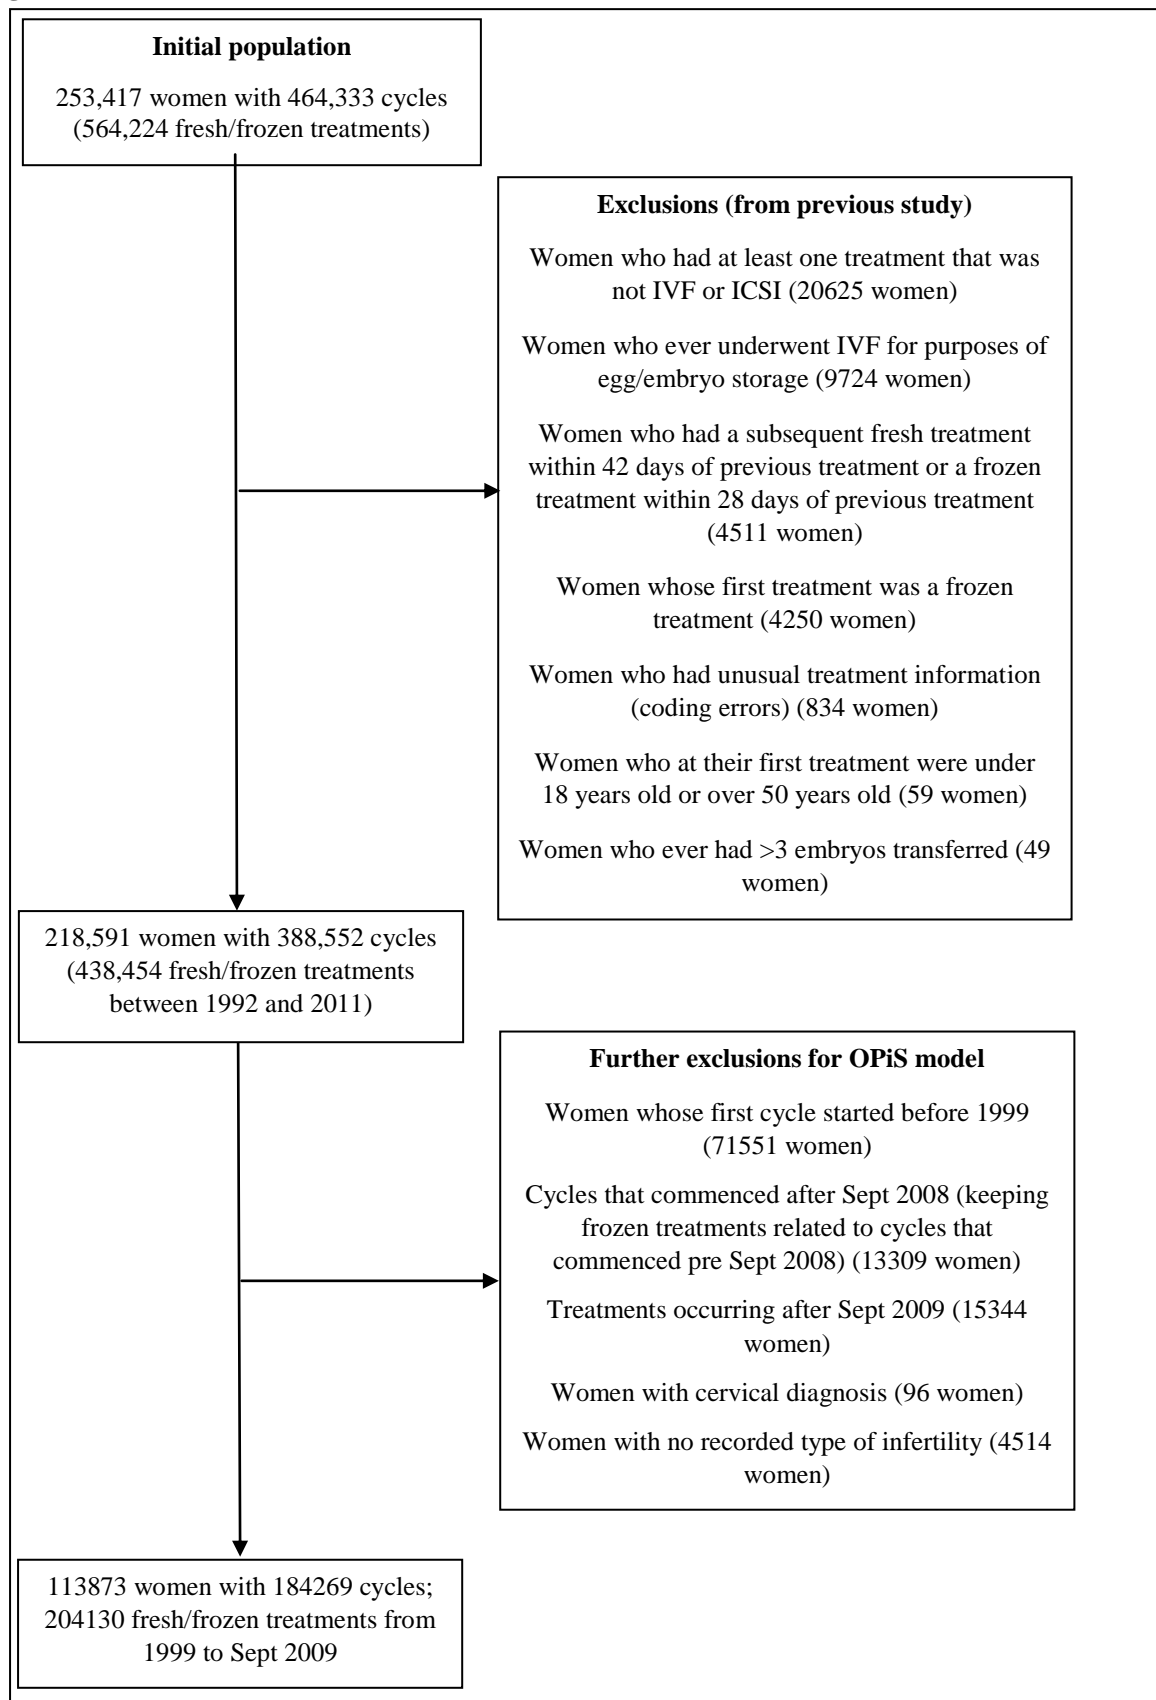 Initial population
253,417 women with 464,333 cycles
(564,224 fresh/frozen treatments)
Exclusions (from previous study)
Women who had at least one treatment that was
not IVF or ICSI (20625 women)
Women who ever underwent IVF for purposes of
egg/embryo storage (9724 women)
Women who had a subsequent fresh treatment
within 42 days of previous treatment or a frozen
treatment within 28 days of previous treatment
(4511 women)
Women whose first treatment was a frozen
treatment (4250 women)
Women who had unusual treatment information
(coding errors) (834 women)
Women who at their first treatment were under
18 years old or over 50 years old (59 women)
Women who ever had >3 embryos transferred (49
women)
218,591 women with 388,552 cycles
(438,454 fresh/frozen treatments
between 1992 and 2011)
Further exclusions for OPiS model
Women whose first cycle started before 1999
(71551 women)
Cycles that commenced after Sept 2008 (keeping
frozen treatments related to cycles that
commenced pre Sept 2008) (13309 women)
Treatments occurring after Sept 2009 (15344
women)
Women with cervical diagnosis (96 women)
Women with no recorded type of infertility (4514
women)
113873 women with 184269 cycles;
204130 fresh/frozen treatments from
1999 to Sept 2009